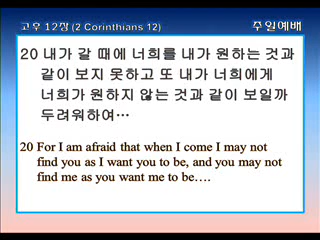 고후 12장 (2 Corinthians 12)
주일예배
20 내가 갈 때에 너희를 내가 원하는 것과
같이 보지 못하고 또 내가 너희에게
너희가 원하지 않는 것과 같이 보일까
두려워하여…
20 For I am afraid that when I come I may not
find you as I want you to be, and you may not
find me as you want me to be….